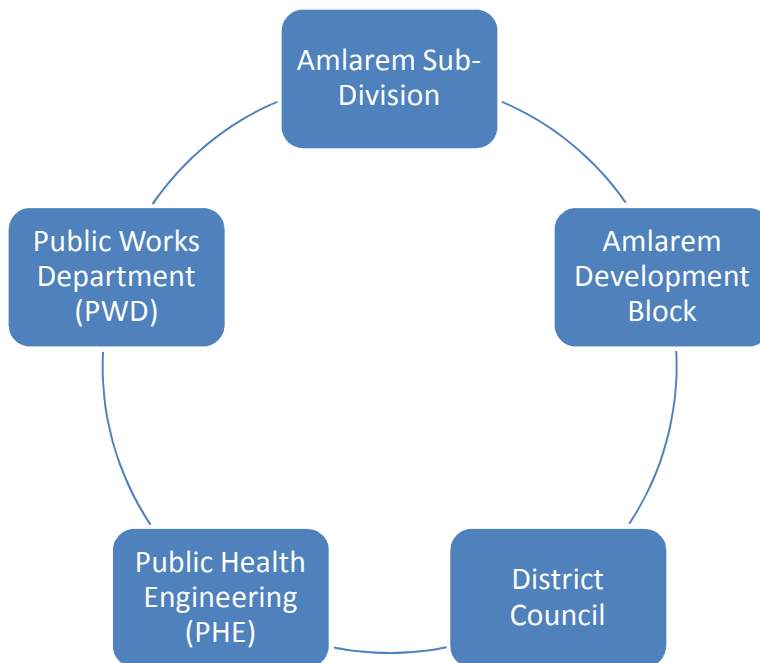 Amlarem Sub-
Division
Amlarem
Development
Block
District
Council
Public Health
Engineering
(PHE)
Public Works
Department
(PWD)